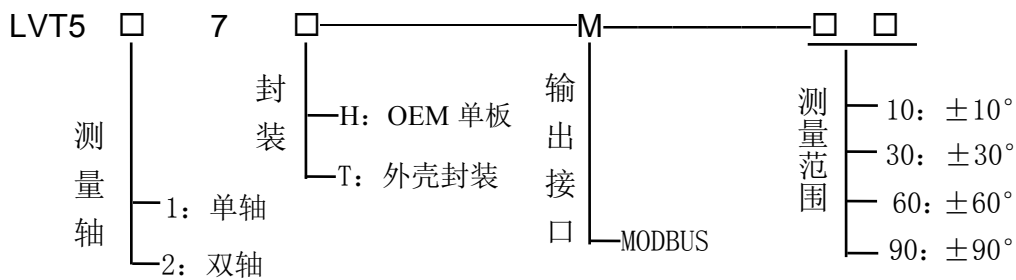 LVT5 □ 7 □ M □ □
测量轴
1：单轴
2：双轴
封装
H：OEM 单板
T：外壳封装
输出接口
MODBUS
测量范围
10：±10°
30：±30°
60：±60°
90：±90°